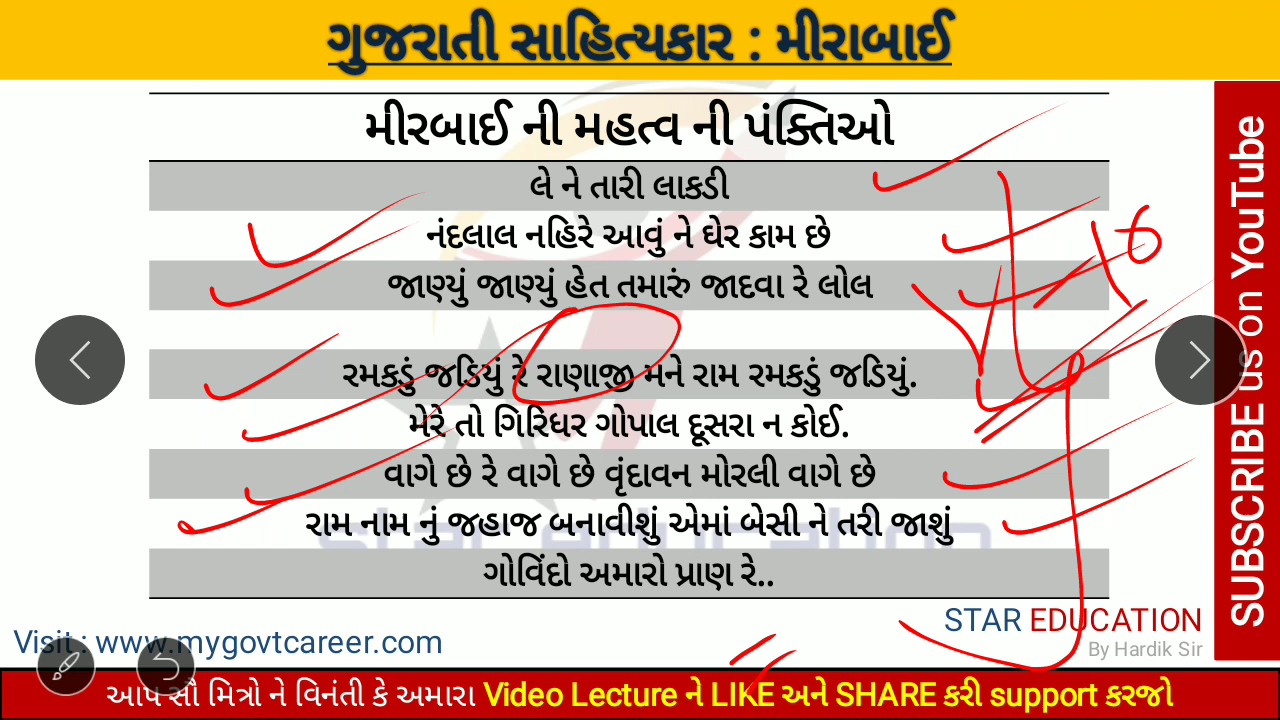 ગુજરાતી સાહિત્યકાર : મીરાબાઈ
મીરબાઈ ની મહત્વ ની પંક્તિઓ
લે ને તારી લાકડી
નંદલાલ નહિરે આવું ને ઘેર કામ છે
જાણ્યું જાણ્યું હેત તમારું જાદવા રે લોલ
રમકડું જડિયું રે રાણાજી મને રામ રમકડું જડિયું.
મેરે તો ગિરિધર ગોપાલ દૂસરા ન કોઈ.
વાગે છે રે વાગે છે વૃંદાવન મોરલી વાગે છે
રામ નામ નું જહાજ બનાવીશું એમાં બેસી ને તરી જાશું
ગોવિંદો અમારો પ્રાણ રે..
SUBSCRIBE us on YouTube
STAR EDUCATION
By Hardik Sir
Visit : www.mygovtcareer.com
આપ સૌ મિત્રો ને વિનંતી કે અમારા Video Lecture ને LIKE અને SHARE કરી support કરજો